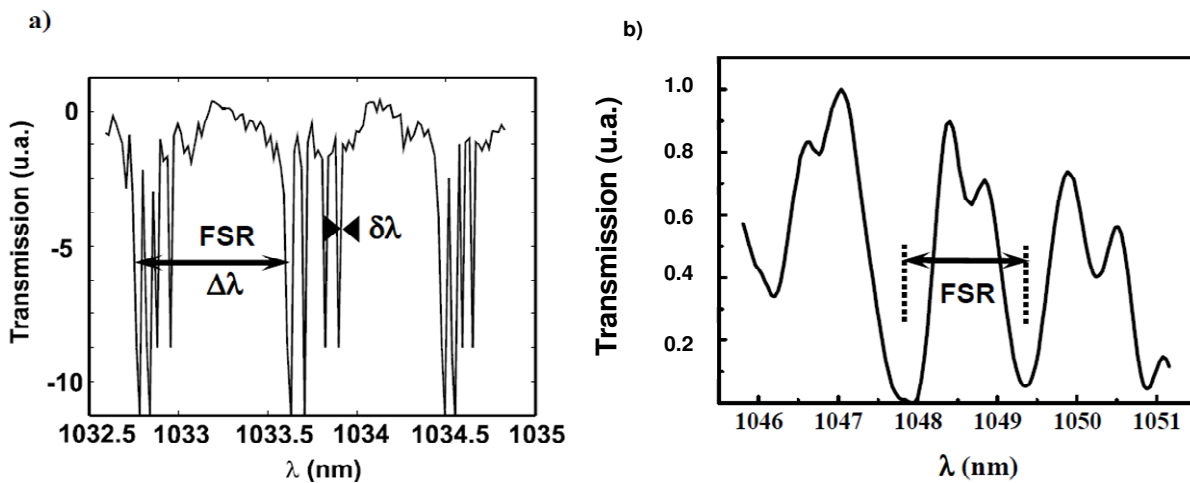 a)
Transmission (u.a.)
0
-5
-10
FSR
Δλ
δλ
1032.5 1033 1033.5 1034 1034.5 1035
λ (nm)
b)
Transmission (u.a.)
1.0
0.8
0.6
0.4
0.2
FSR
1046 1047 1048 1049 1050 1051
λ (nm)